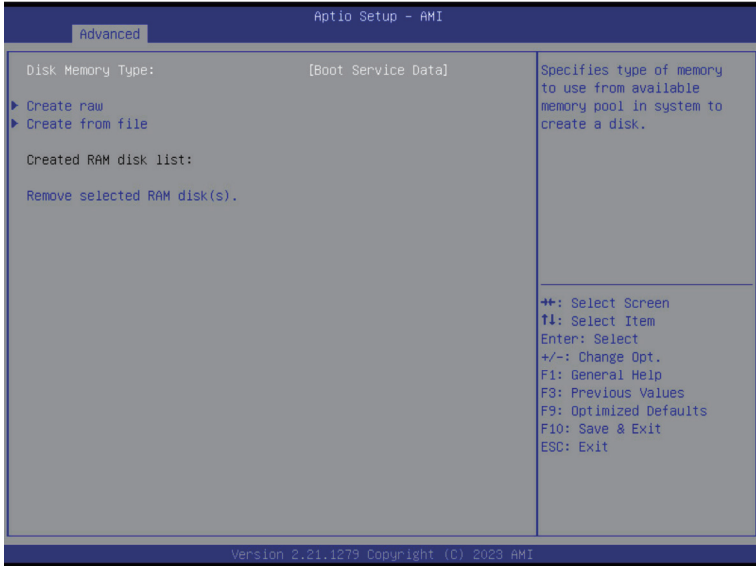 Aptio Setup - AMI
Advanced
Disk Memory Type: [Boot Service Data]
Create raw
Create from file
Created RAM disk list:
Remove selected RAM disk(s).
Specifies type of memory
to use from available
memory pool in system to
create a disk.
→←: Select Screen
↑↓: Select Item
Enter: Select
+/-: Change Opt.
F1: General Help
F3: Previous Values
F9: Optimized Defaults
F10: Save & Exit
ESC: Exit
Version 2.21.1279 Copyright (C) 2023 AMI